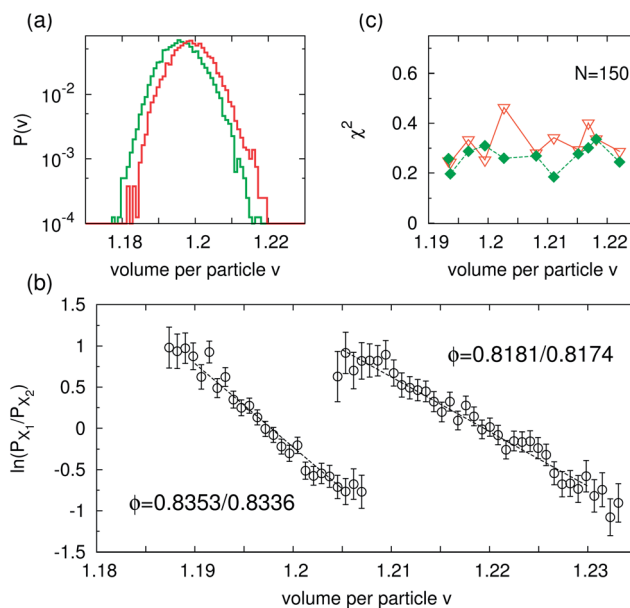 (a)
P(v)
10⁻²
10⁻³
10⁻⁴
1.18
1.2
1.22
volume per particle v
(c)
N=150
χ²
0.6
0.4
0.2
0
1.19
1.2
1.21
1.22
volume per particle v
(b)
ln(P_X₁/P_X₂)
1.5
1
0.5
0
-0.5
-1
-1.5
ϕ=0.8181/0.8174
ϕ=0.8353/0.8336
1.18
1.19
1.2
1.21
1.22
1.23
volume per particle v